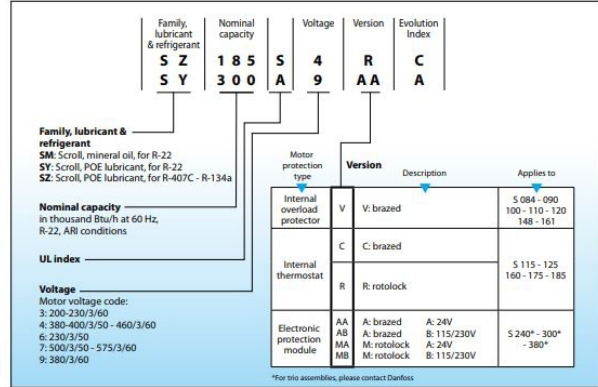 Family, lubricant & refrigerant
Nominal capacity
Voltage
Version
Evolution Index
S Z 1 8 5 S 4 R C
S Y 3 0 0 A 9 A A A
Family, lubricant & refrigerant
SM: Scroll, mineral oil, for R-22
SY: Scroll, POE lubricant, for R-22
SZ: Scroll, POE lubricant, for R-407C - R-134a
Nominal capacity
in thousand Btu/h at 60 Hz,
R-22, ARI conditions
UL index
Voltage
Motor voltage code:
3: 200-230/3/60
4: 380-400/3/50 - 460/3/60
6: 230/3/50
7: 500/3/50 - 575/3/60
9: 380/3/60
Motor protection type
Version
Description
Applies to
Internal overload protector
V
V: brazed
S 084 - 090
100 - 110 - 120
148 - 161
Internal thermostat
C
C: brazed
R
R: rotolock
S 115 - 125
160 - 175 - 185
Electronic protection module
AA A: brazed A: 24V
AB A: brazed B: 115/230V
MA M: rotolock A: 24V
MB M: rotolock B: 115/230V
S 240* - 300*
- 380*
*For trio assemblies, please contact Danfoss